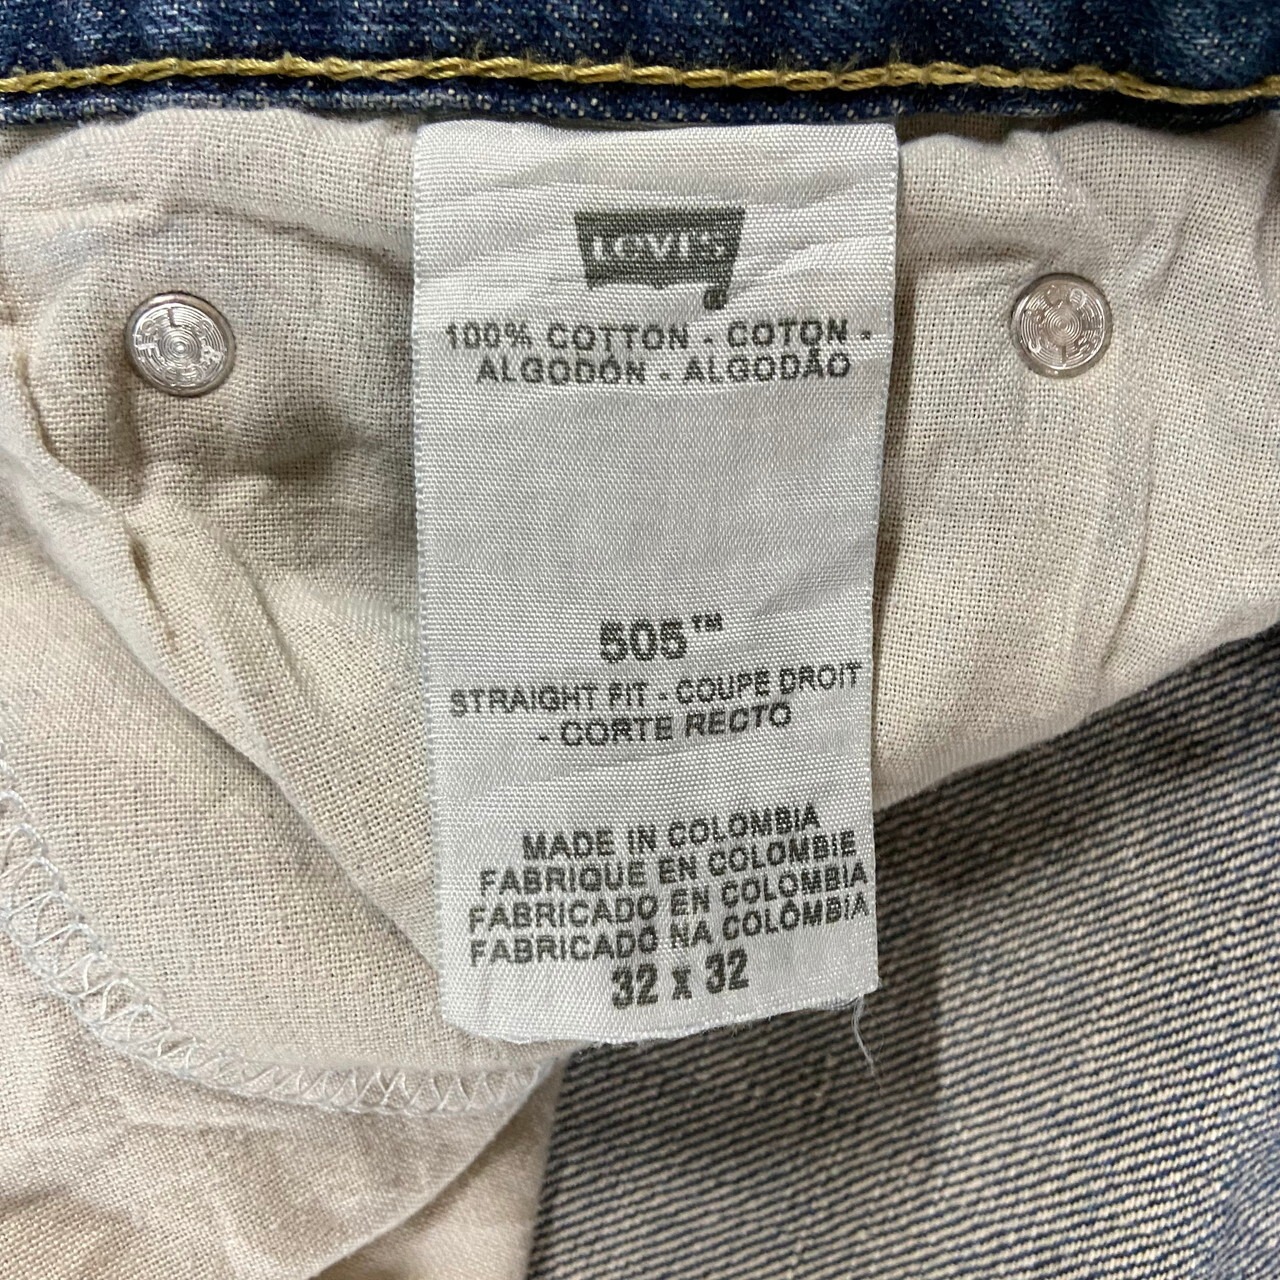 Levi's
®
100% COTTON - COTON -
ALGODÓN - ALGODÃO
505™
STRAIGHT FIT - COUPE DROIT
- CORTE RECTO
MADE IN COLOMBIA
FABRIQUE EN COLOMBIE
FABRICADO EN COLOMBIA
FABRICADO NA COLÔMBIA
32 x 32